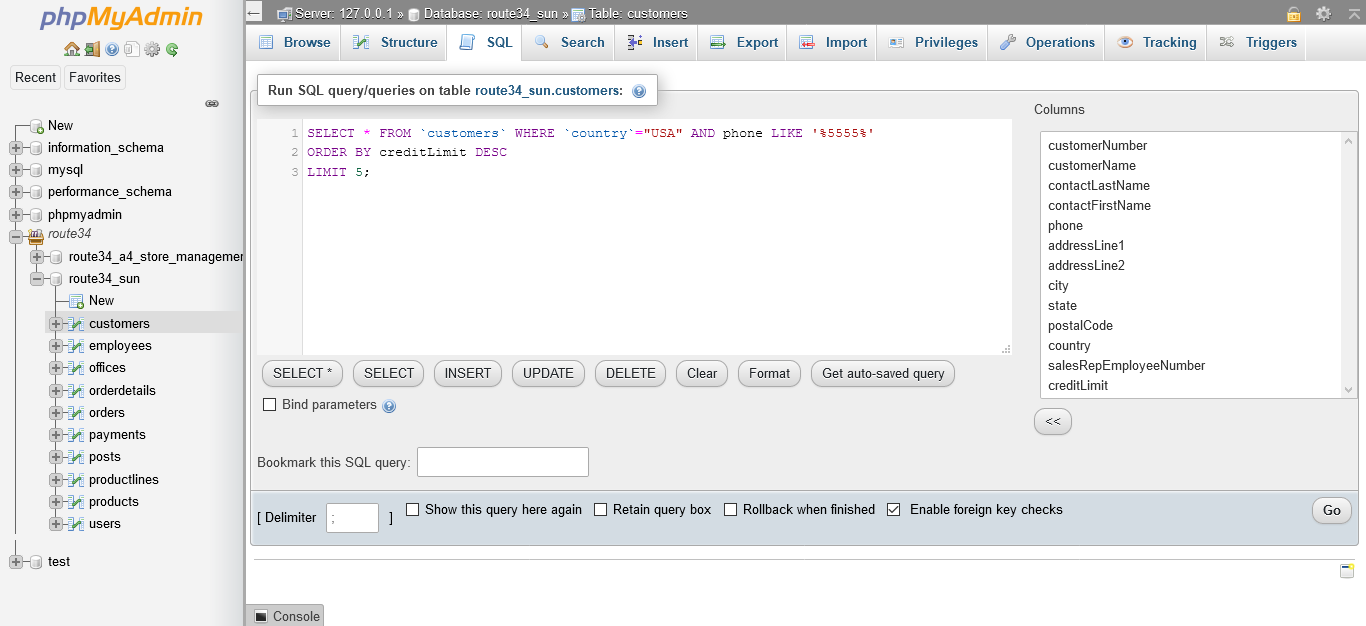 phpMyAdmin
Recent Favorites
New
information_schema
mysql
performance_schema
phpmyadmin
route34
route34_a4_store_managemen
route34_sun
New
customers
employees
offices
orderdetails
orders
payments
posts
productlines
products
users
test
Server: 127.0.0.1 » Database: route34_sun » Table: customers
Browse Structure SQL Search Insert Export Import Privileges Operations Tracking Triggers
Run SQL query/queries on table route34_sun.customers:
1 SELECT * FROM `customers` WHERE `country`="USA" AND phone LIKE '%5555%'
2 ORDER BY creditLimit DESC
3 LIMIT 5;
SELECT * SELECT INSERT UPDATE DELETE Clear Format Get auto-saved query
Bind parameters
Bookmark this SQL query:
Columns
customerNumber
customerName
contactLastName
contactFirstName
phone
addressLine1
addressLine2
city
state
postalCode
country
salesRepEmployeeNumber
creditLimit
<<
[ Delimiter ; ] Show this query here again Retain query box Rollback when finished Enable foreign key checks Go
Console